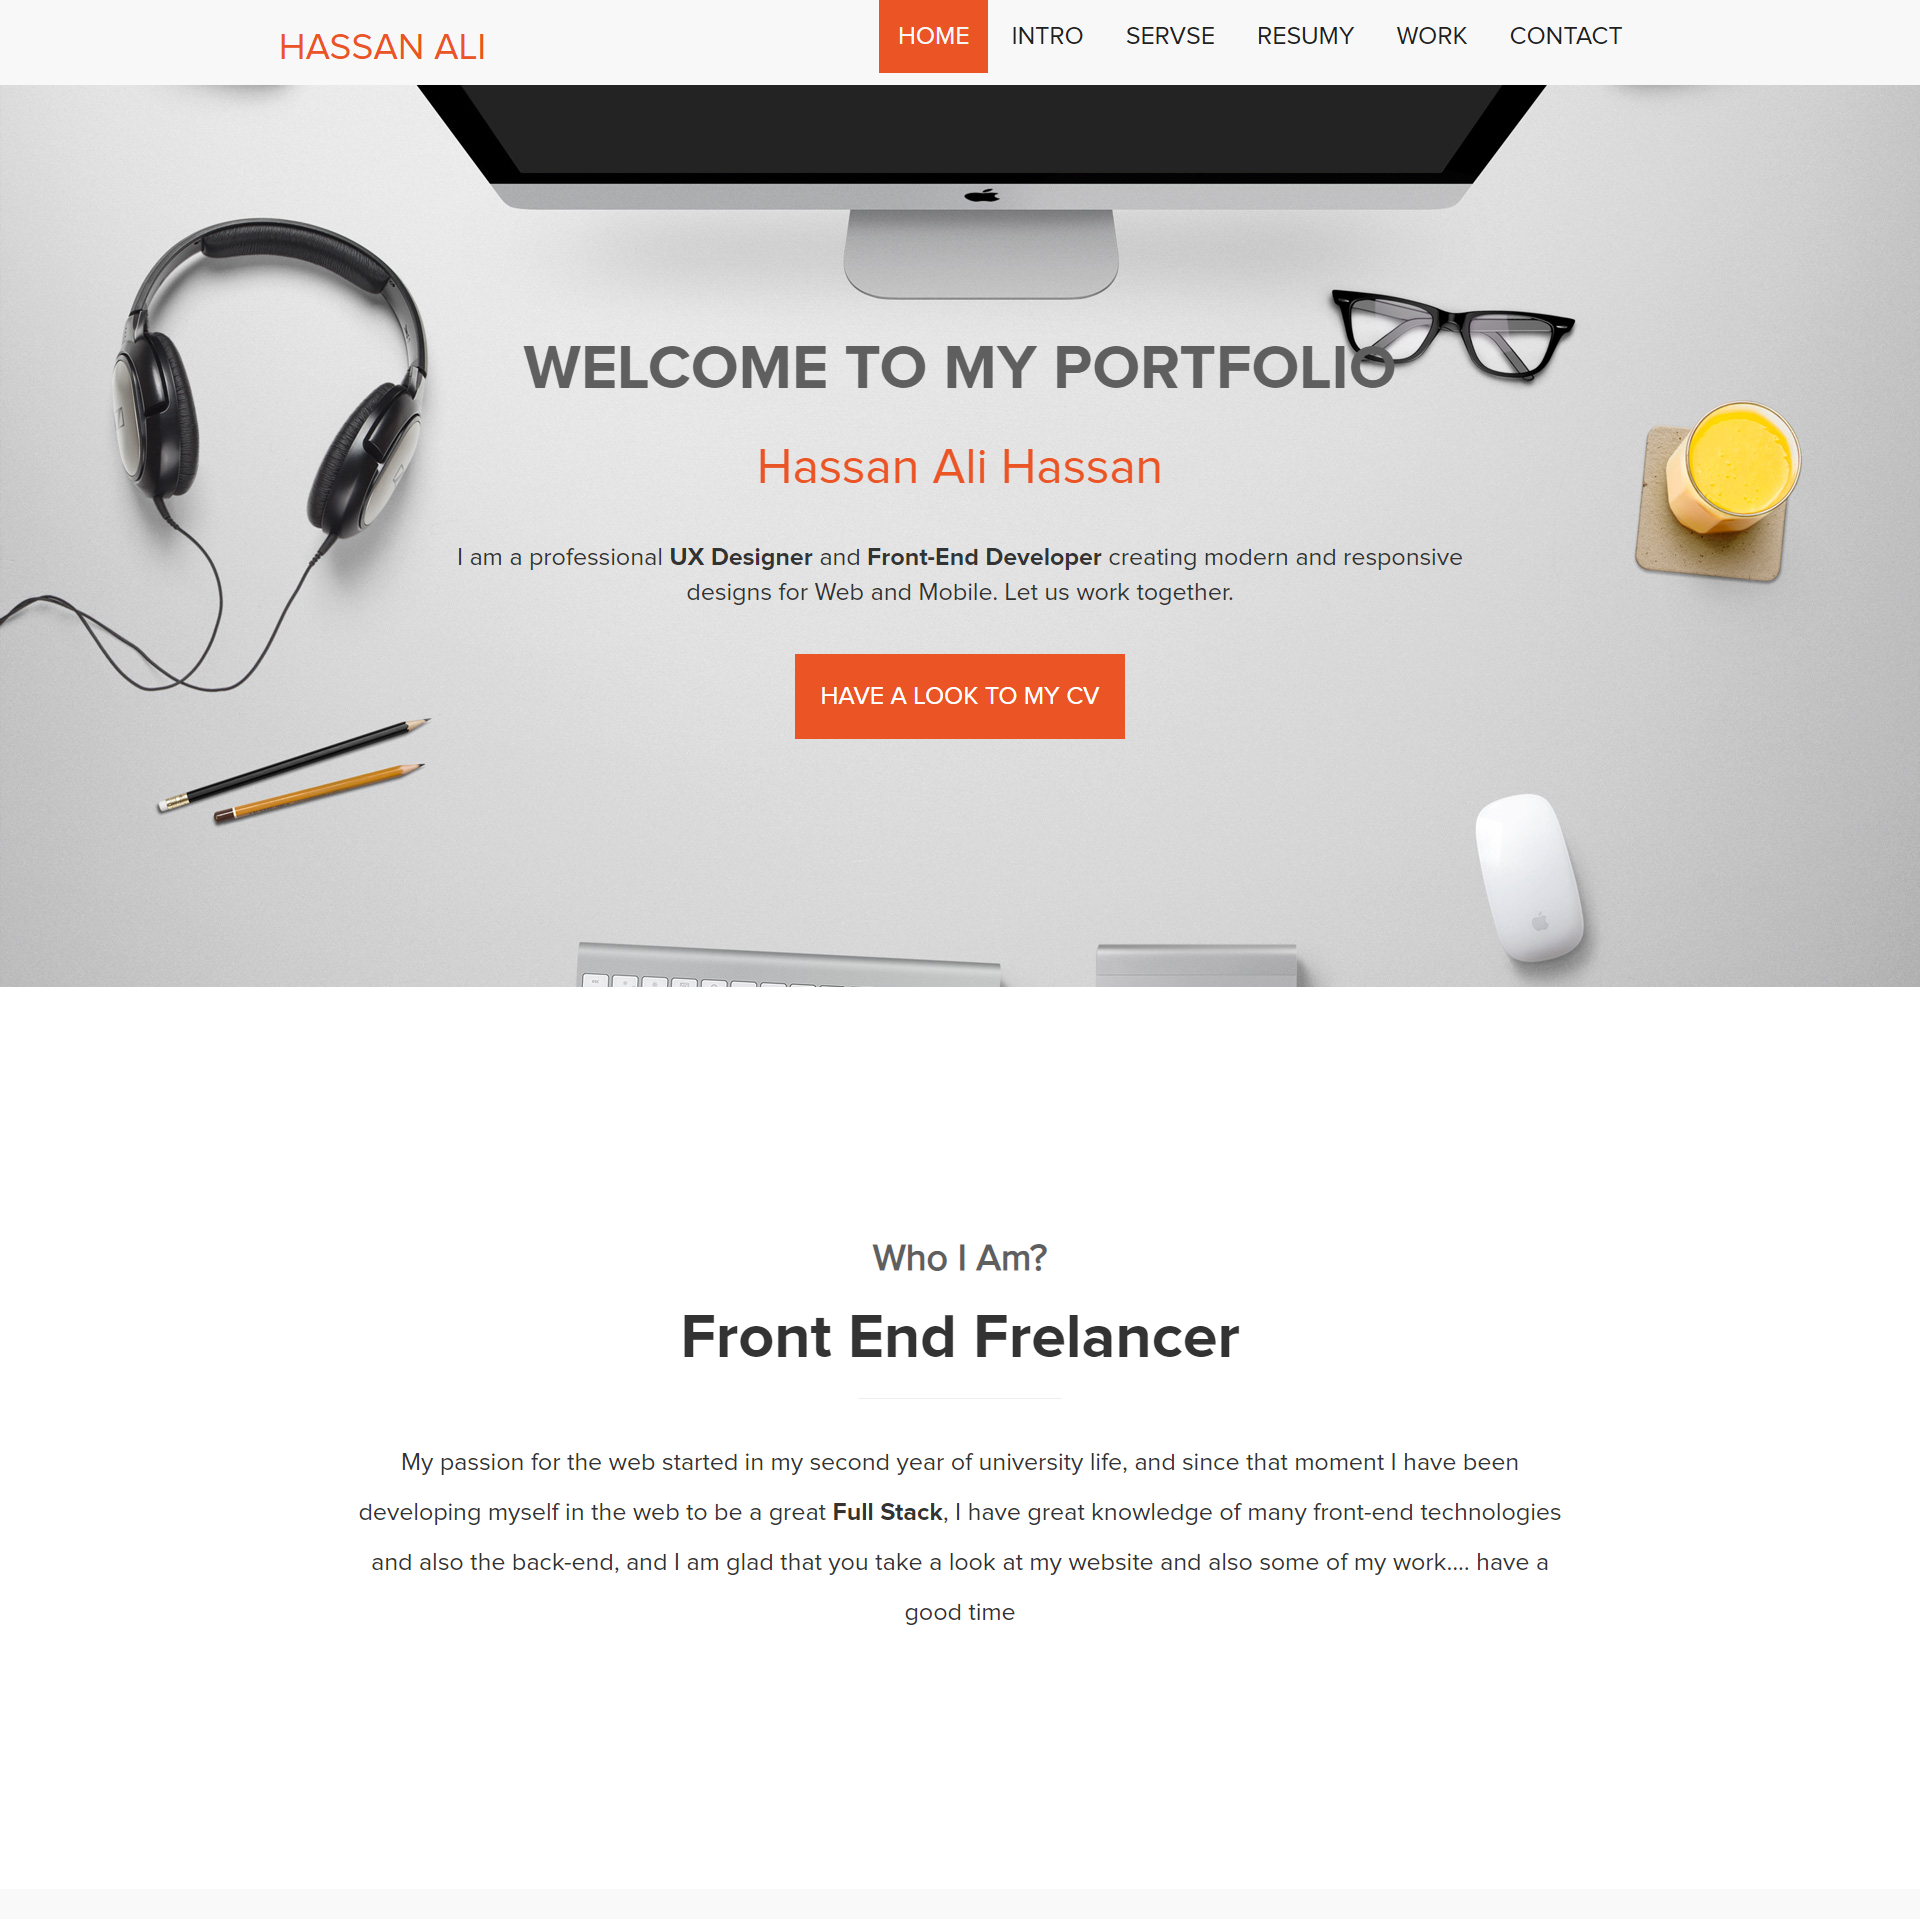 HASSAN ALI
HOME INTRO SERVSE RESUMY WORK CONTACT
WELCOME TO MY PORTFOLIO
Hassan Ali Hassan
I am a professional UX Designer and Front-End Developer creating modern and responsive
designs for Web and Mobile. Let us work together.
HAVE A LOOK TO MY CV
Who I Am?
Front End Frelancer
My passion for the web started in my second year of university life, and since that moment I have been
developing myself in the web to be a great Full Stack, I have great knowledge of many front-end technologies
and also the back-end, and I am glad that you take a look at my website and also some of my work.... have a
good time